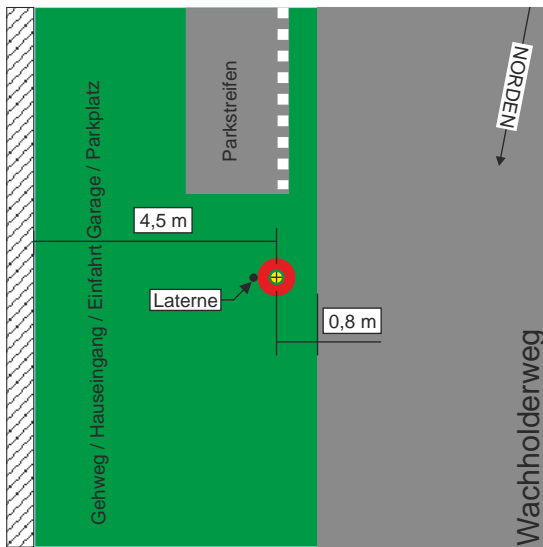 NORDEN
Gehweg / Hauseingang / Einfahrt Garage / Parkplatz
Parkstreifen
4,5 m
Laterne
0,8 m
Wachholderweg